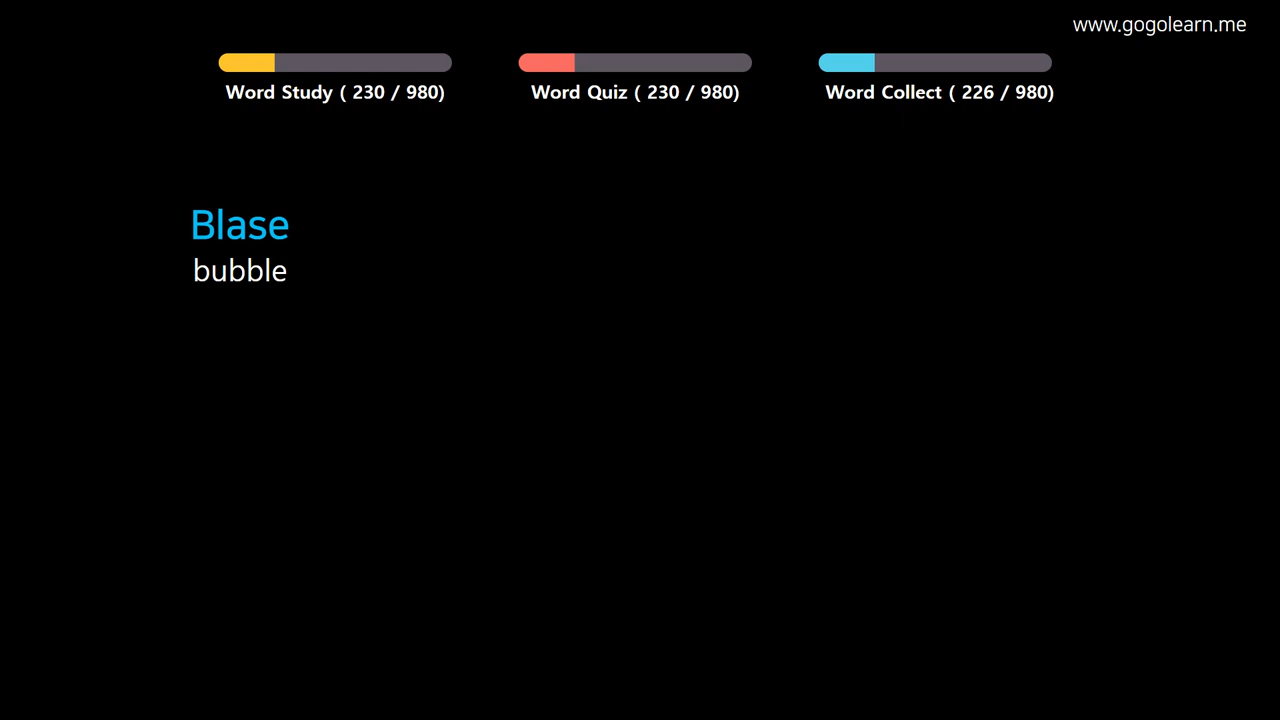 www.gogolearn.me
Word Study ( 230 / 980)
Word Quiz ( 230 / 980)
Word Collect ( 226 / 980)
Blase
bubble